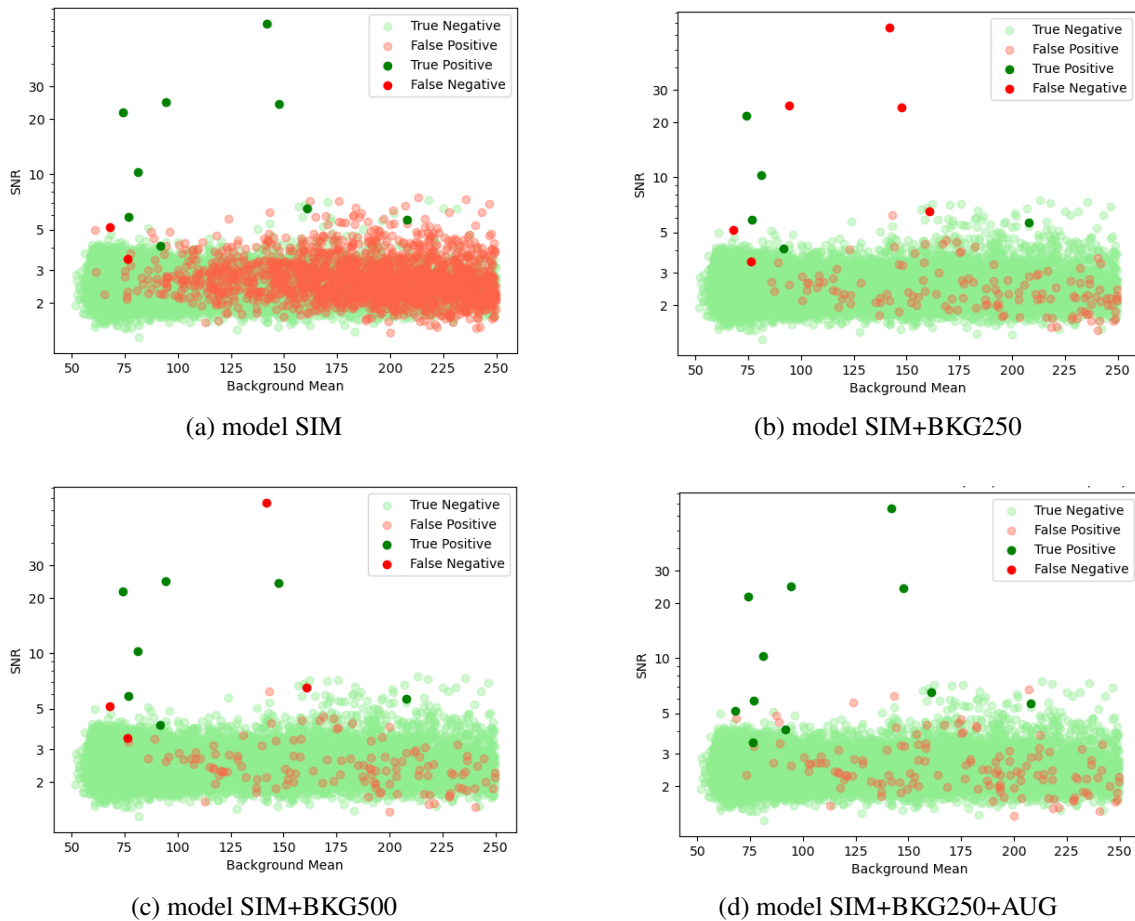 True Negative
False Positive
True Positive
False Negative
30
20
10
5
3
2
SNR
50 75 100 125 150 175 200 225 250
Background Mean
(a) model SIM
True Negative
False Positive
True Positive
False Negative
30
20
10
5
3
2
SNR
50 75 100 125 150 175 200 225 250
Background Mean
(b) model SIM+BKG250
True Negative
False Positive
True Positive
False Negative
30
20
10
5
3
2
SNR
50 75 100 125 150 175 200 225 250
Background Mean
(c) model SIM+BKG500
True Negative
False Positive
True Positive
False Negative
30
20
10
5
3
2
SNR
50 75 100 125 150 175 200 225 250
Background Mean
(d) model SIM+BKG250+AUG